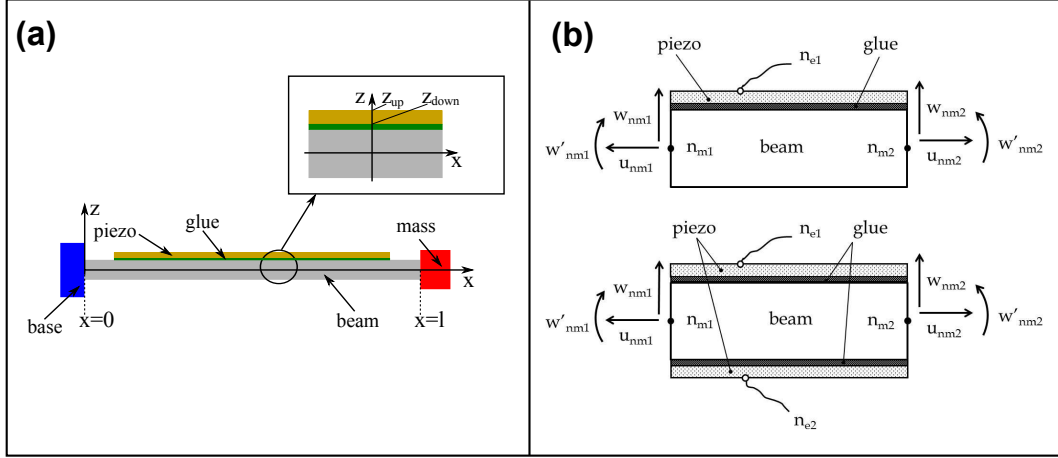 (a)
z
z_up
z_down
x
z
piezo
glue
mass
x
base
x=0
beam
x=l
(b)
piezo
n_e1
glue
w_nm1
w_nm2
w'_nm1
u_nm1
n_m1
beam
n_m2
u_nm2
w'_nm2
piezo
n_e1
glue
w_nm1
w_nm2
w'_nm1
u_nm1
n_m1
beam
n_m2
u_nm2
w'_nm2
n_e2